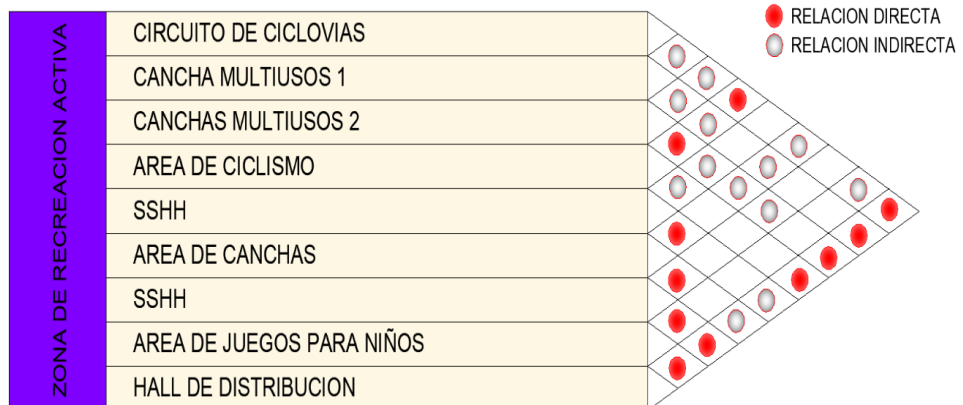 ZONA DE RECREACION ACTIVA
CIRCUITO DE CICLOVIAS
CANCHA MULTIUSOS 1
CANCHAS MULTIUSOS 2
AREA DE CICLISMO
SSHH
AREA DE CANCHAS
SSHH
AREA DE JUEGOS PARA NIÑOS
HALL DE DISTRIBUCION
RELACION DIRECTA
RELACION INDIRECTA